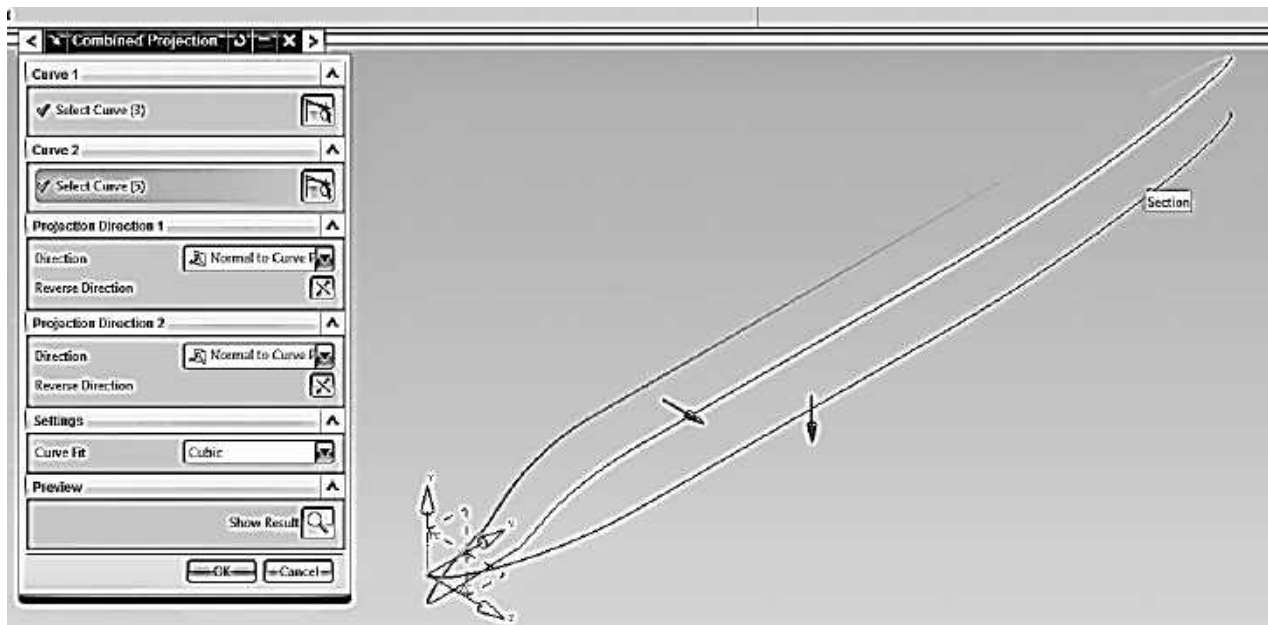 Combined Projection
Curve 1
Select Curve (3)
Curve 2
Select Curve (5)
Projection Direction 1
Direction
Normal to Curve P
Reverse Direction
Projection Direction 2
Direction
Normal to Curve P
Reverse Direction
Settings
Curve Fit
Cubic
Preview
Show Result
OK
Cancel
Section